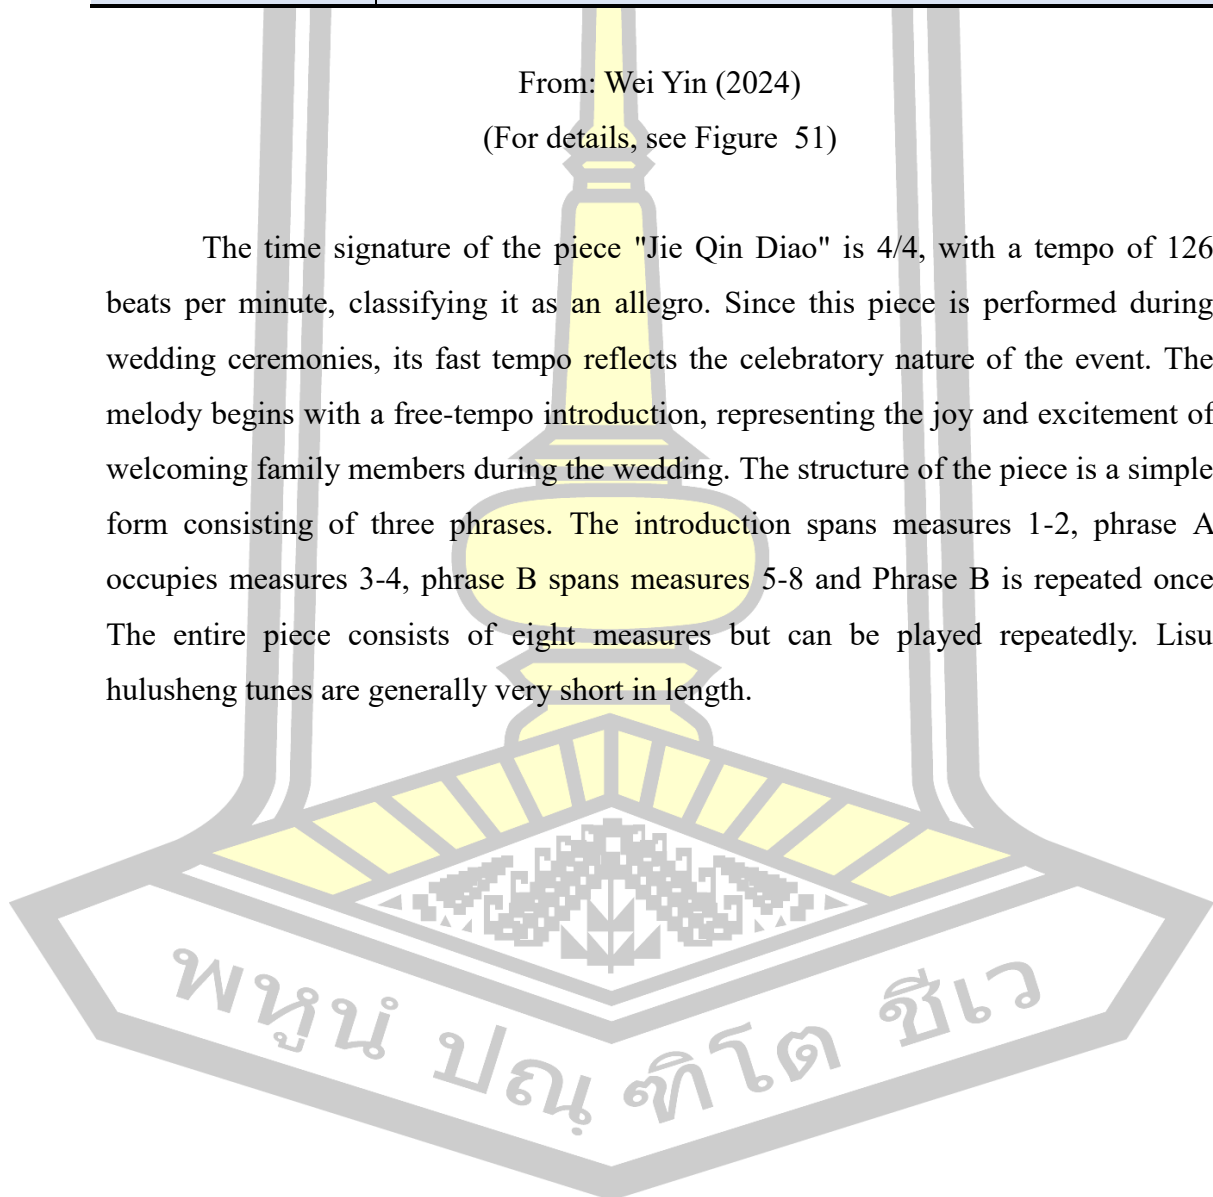 From: Wei Yin (2024)
(For details, see Figure 51)
The time signature of the piece "Jie Qin Diao" is 4/4, with a tempo of 126
beats per minute, classifying it as an allegro. Since this piece is performed during
wedding ceremonies, its fast tempo reflects the celebratory nature of the event. The
melody begins with a free-tempo introduction, representing the joy and excitement of
welcoming family members during the wedding. The structure of the piece is a simple
form consisting of three phrases. The introduction spans measures 1-2, phrase A
occupies measures 3-4, phrase B spans measures 5-8 and Phrase B is repeated once
The entire piece consists of eight measures but can be played repeatedly. Lisu
hulusheng tunes are generally very short in length.
พหูนํ ปณฺฑิโต ชีเว